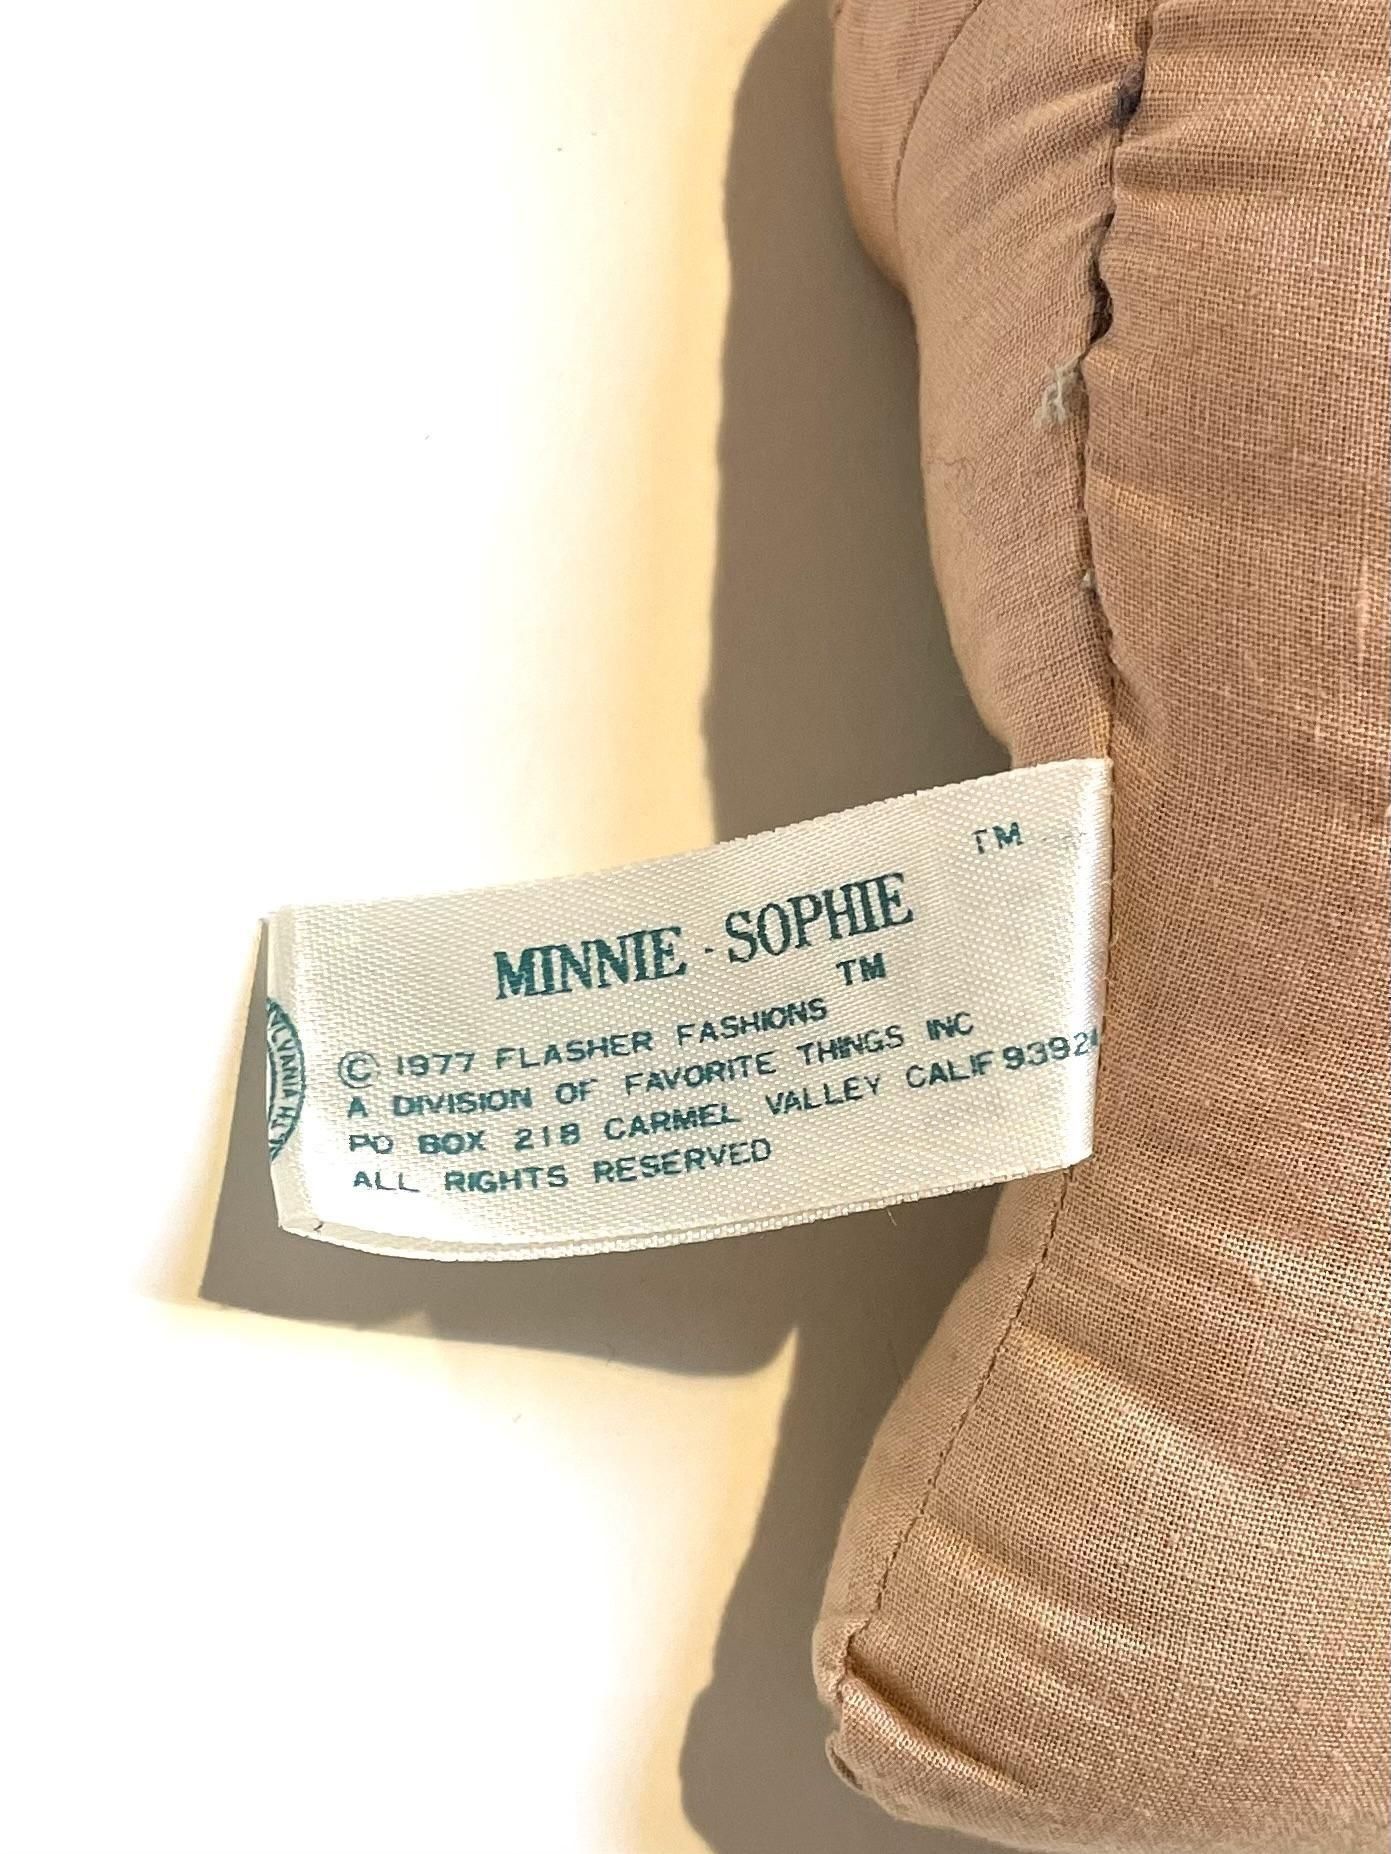 TM
MINNIE - SOPHIE
TM
© 1977 FLASHER FASHIONS
A DIVISION OF FAVORITE THINGS INC
PO BOX 218 CARMEL VALLEY CALIF 93924
ALL RIGHTS RESERVED